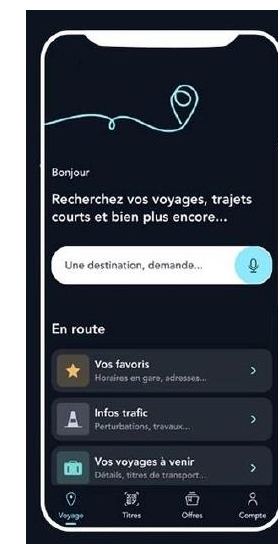 Bonjour
Recherchez vos voyages, trajets
courts et bien plus encore...
Une destination, demande...
En route
Vos favoris
Horaires en gare, adresses...
Infos trafic
Perturbations, travaux...
Vos voyages à venir
Détails, titres de transport...
Voyage
Titres
Offres
Compte